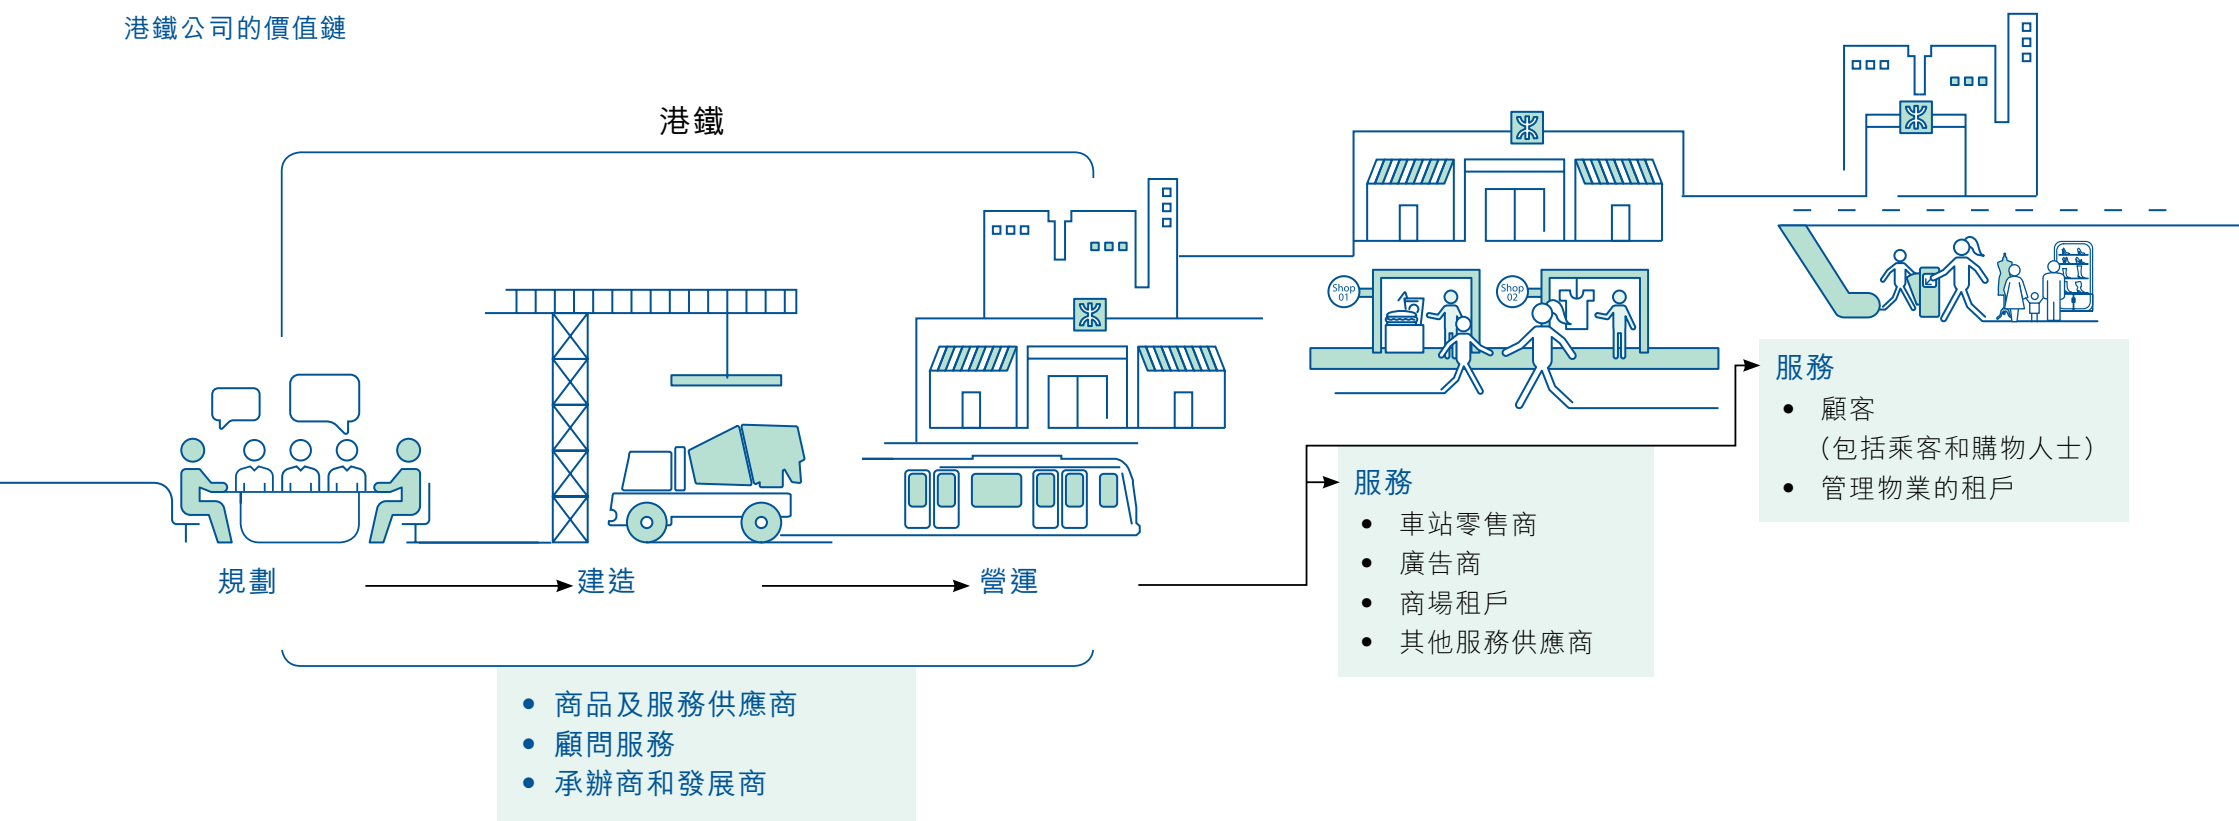 港鐵公司的價值鏈
港鐵
Shop
01
Shop
02
規劃
建造
營運
• 商品及服務供應商
• 顧問服務
• 承辦商和發展商
服務
• 車站零售商
• 廣告商
• 商場租戶
• 其他服務供應商
服務
• 顧客
(包括乘客和購物人士)
• 管理物業的租戶